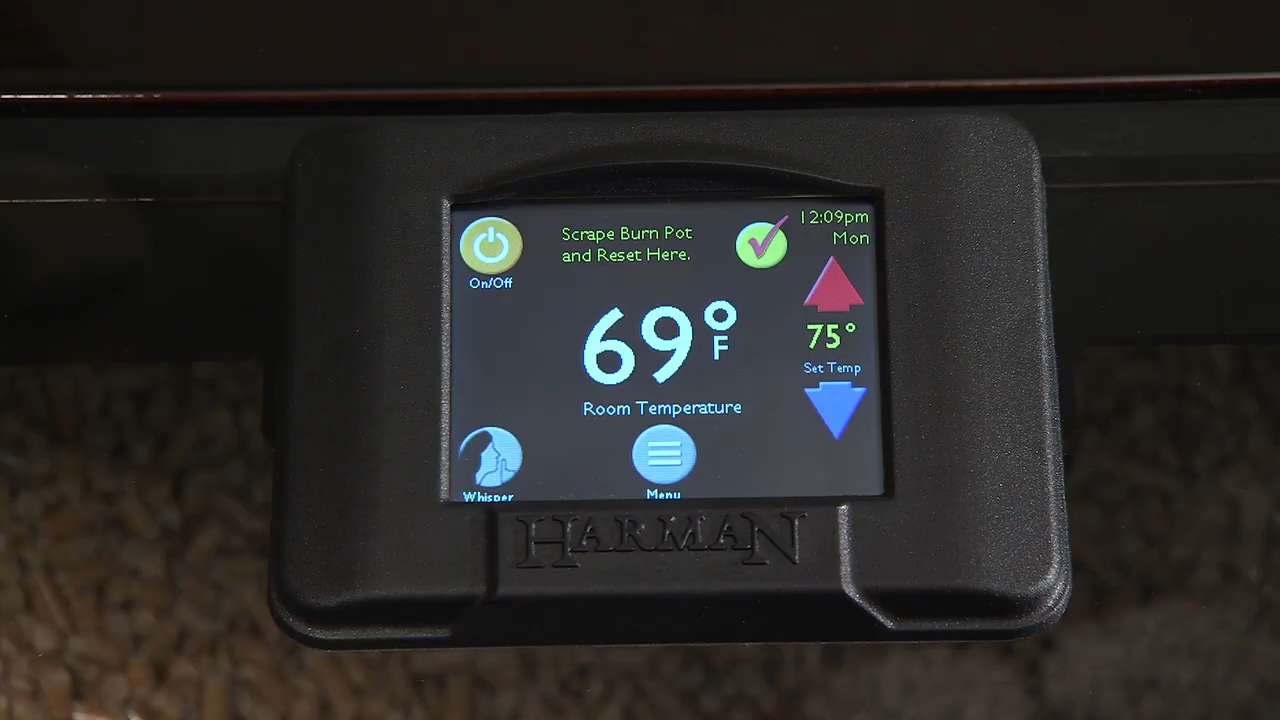 Scrape Burn Pot
and Reset Here.
12:09pm
Mon
On/Off
69°F
75°
Set Temp
Room Temperature
Whisper
Menu
HARMAN